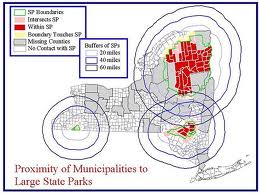 SP Boundaries
Intersects SP
Within SP
Boundary Touches SP
Missing Counties
No Contact with SP
Buffers of SPs
20 miles
40 miles
60 miles
Proximity of Municipalities to
Large State Parks